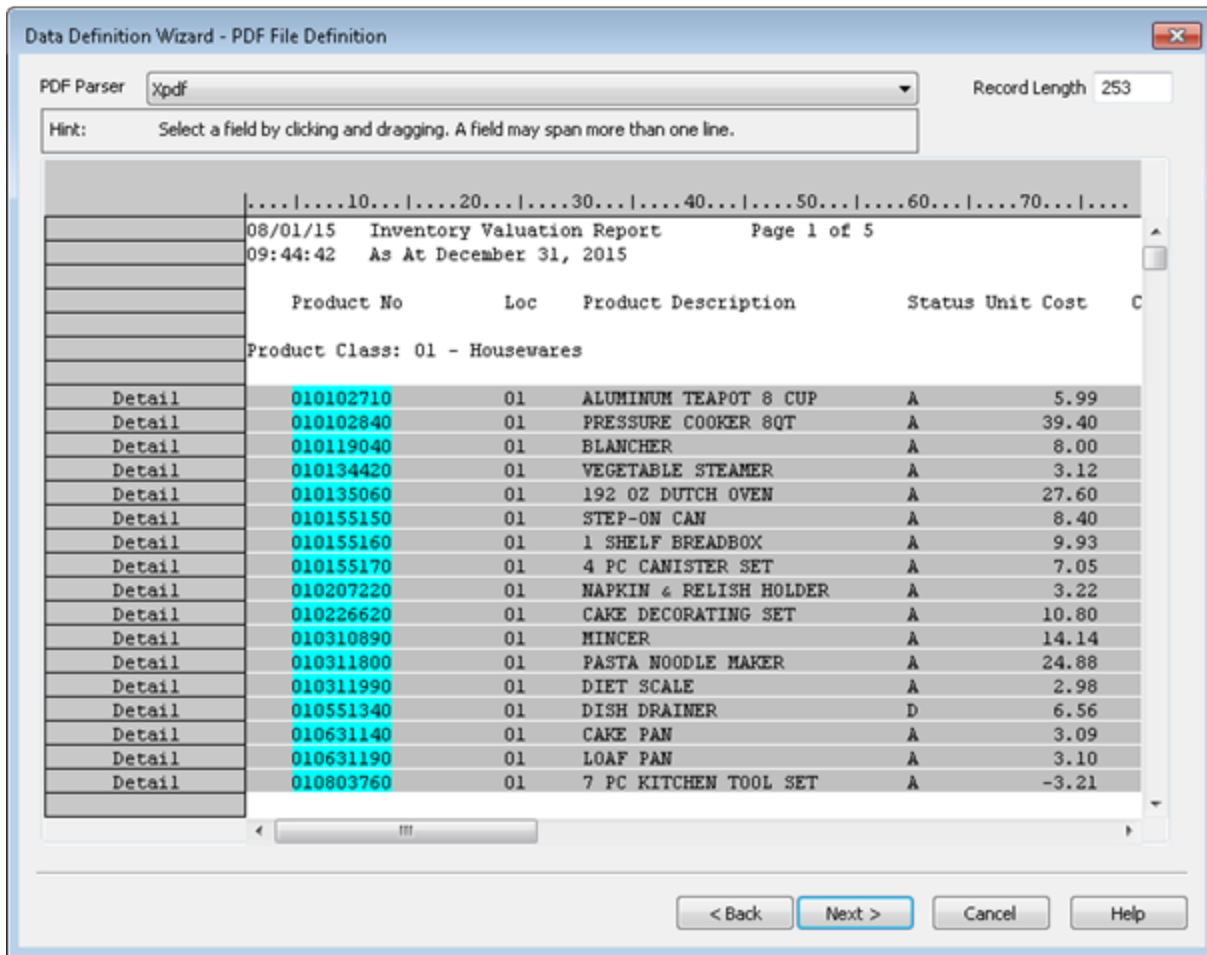 Data Definition Wizard - PDF File Definition
PDF Parser Xpdf Record Length 253
Hint: Select a field by clicking and dragging. A field may span more than one line.
|....|....10...|....20...|....30...|....40...|....50...|....60...|....70...|....
08/01/15 Inventory Valuation Report Page 1 of 5
09:44:42 As At December 31, 2015
Product No Loc Product Description Status Unit Cost C
Product Class: 01 - Housewares
Detail 010102710 01 ALUMINUM TEAPOT 8 CUP A 5.99
Detail 010102840 01 PRESSURE COOKER 8QT A 39.40
Detail 010119040 01 BLANCHER A 8.00
Detail 010134420 01 VEGETABLE STEAMER A 3.12
Detail 010135060 01 192 OZ DUTCH OVEN A 27.60
Detail 010155150 01 STEP-ON CAN A 8.40
Detail 010155160 01 1 SHELF BREADBOX A 9.93
Detail 010155170 01 4 PC CANISTER SET A 7.05
Detail 010207220 01 NAPKIN & RELISH HOLDER A 3.22
Detail 010226620 01 CAKE DECORATING SET A 10.80
Detail 010310890 01 MINCER A 14.14
Detail 010311800 01 PASTA NOODLE MAKER A 24.88
Detail 010311990 01 DIET SCALE A 2.98
Detail 010551340 01 DISH DRAINER D 6.56
Detail 010631140 01 CAKE PAN A 3.09
Detail 010631190 01 LOAF PAN A 3.10
Detail 010803760 01 7 PC KITCHEN TOOL SET A -3.21
< Back Next > Cancel Help